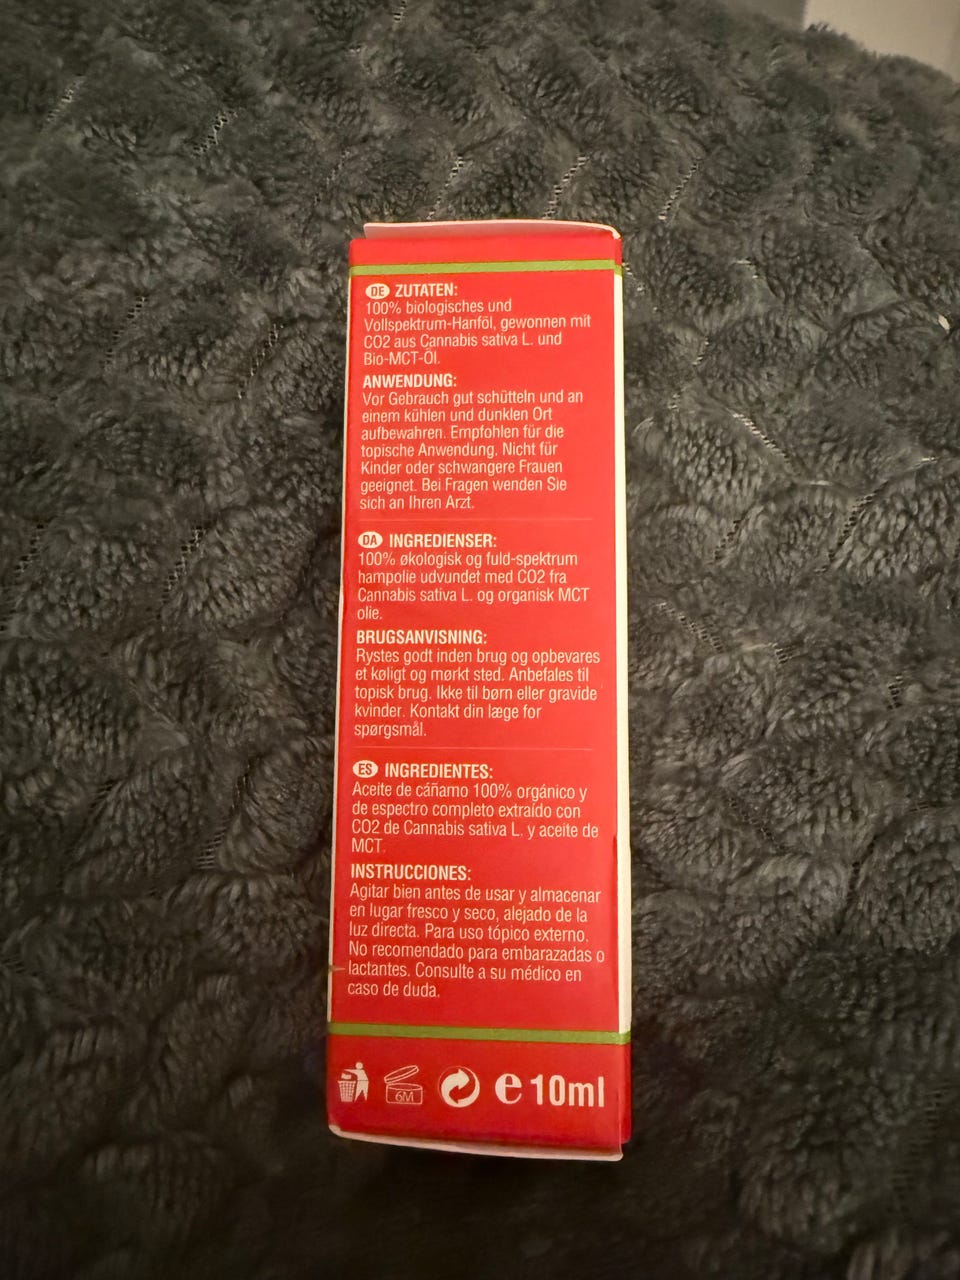 DE ZUTATEN:
100% biologisches und
Vollspektrum-Hanföl, gewonnen mit
CO2 aus Cannabis sativa L. und
Bio-MCT-Öl.
ANWENDUNG:
Vor Gebrauch gut schütteln und an
einem kühlen und dunklen Ort
aufbewahren. Empfohlen für die
topische Anwendung. Nicht für
Kinder oder schwangere Frauen
geeignet. Bei Fragen wenden Sie
sich an Ihren Arzt.
DA INGREDIENSER:
100% økologisk og fuld-spektrum
hampolie udvundet med CO2 fra
Cannabis sativa L. og organisk MCT
olie.
BRUGSANVISNING:
Rystes godt inden brug og opbevares
et køligt og mørkt sted. Anbefales til
topisk brug. Ikke til børn eller gravide
kvinder. Kontakt din læge for
spørgsmål.
ES INGREDIENTES:
Aceite de cáñamo 100% orgánico y
de espectro completo extraído con
CO2 de Cannabis sativa L. y aceite de
MCT.
INSTRUCCIONES:
Agitar bien antes de usar y almacenar
en lugar fresco y seco, alejado de la
luz directa. Para uso tópico externo.
No recomendado para embarazadas o
lactantes. Consulte a su médico en
caso de duda.
6M e 10ml